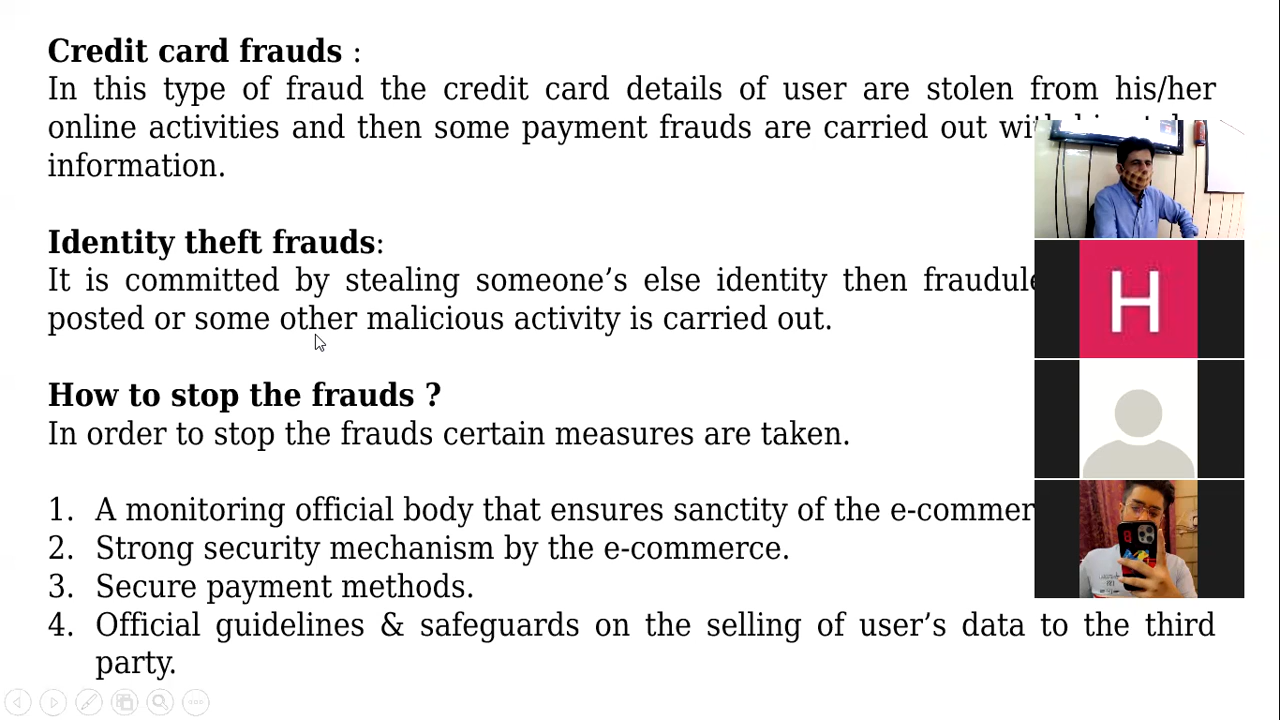 Credit card frauds :
In this type of fraud the credit card details of user are stolen from his/her
online activities and then some payment frauds are carried out
information.
Identity theft frauds:
It is committed by stealing someone’s else identity then
posted or some other malicious activity is carried out.
How to stop the frauds ?
In order to stop the frauds certain measures are taken.
1. A monitoring official body that ensures sanctity of the
2. Strong security mechanism by the e-commerce.
3. Secure payment methods.
4. Official guidelines & safeguards on the selling of user’s data to the third
party.
H